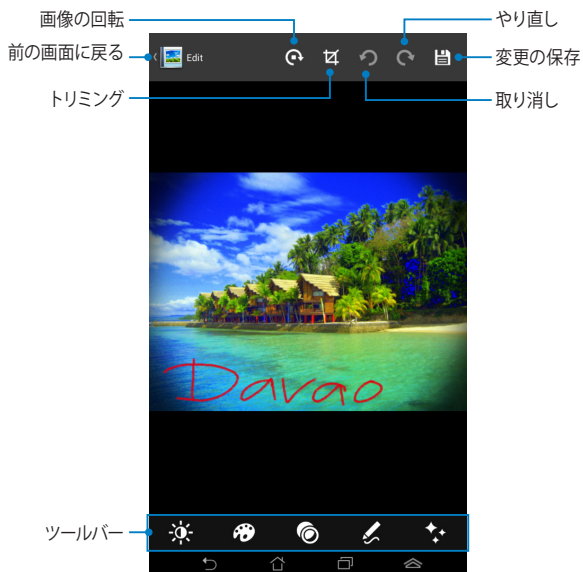 画像の回転
やり直し
前の画面に戻る
Edit
変更の保存
トリミング
取り消し
Davao
ツールバー